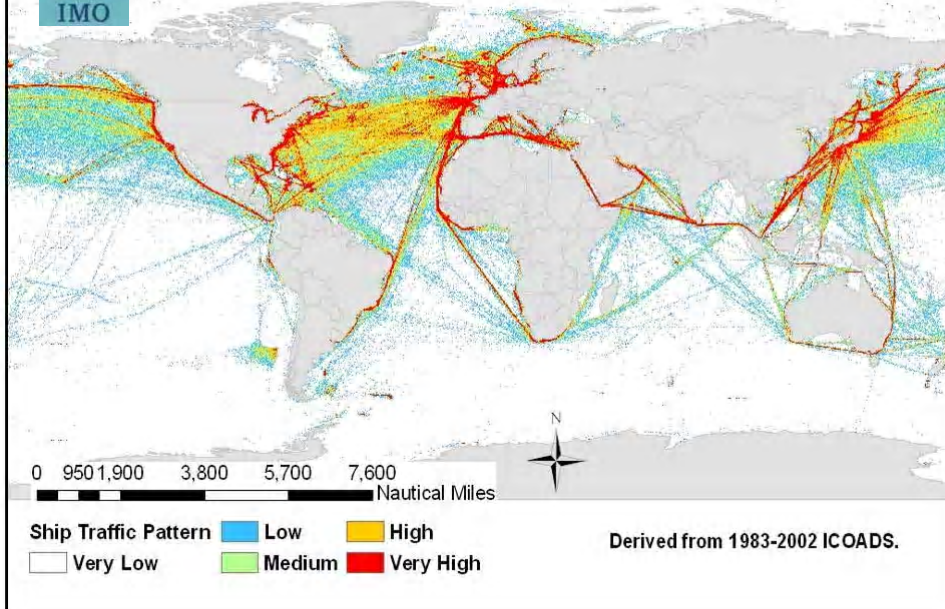 IMO
N
0 950 1,900 3,800 5,700 7,600
Nautical Miles
Ship Traffic Pattern Low High
Very Low Medium Very High
Derived from 1983-2002 ICOADS.